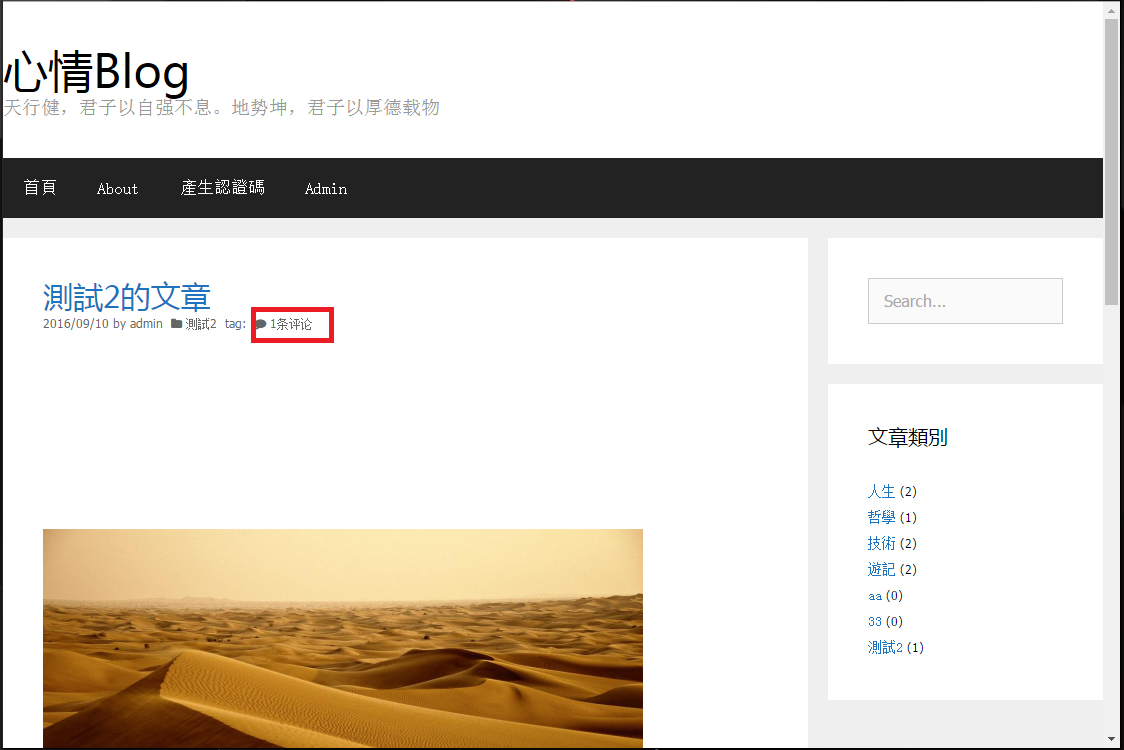 心情Blog
天行健，君子以自强不息。地势坤，君子以厚德载物
首頁 About 產生認證碼 Admin
測試2的文章
2016/09/10 by admin 測試2 tag: 1条评论
Search...
文章類別
人生 (2)
哲學 (1)
技術 (2)
遊記 (2)
aa (0)
33 (0)
測試2 (1)